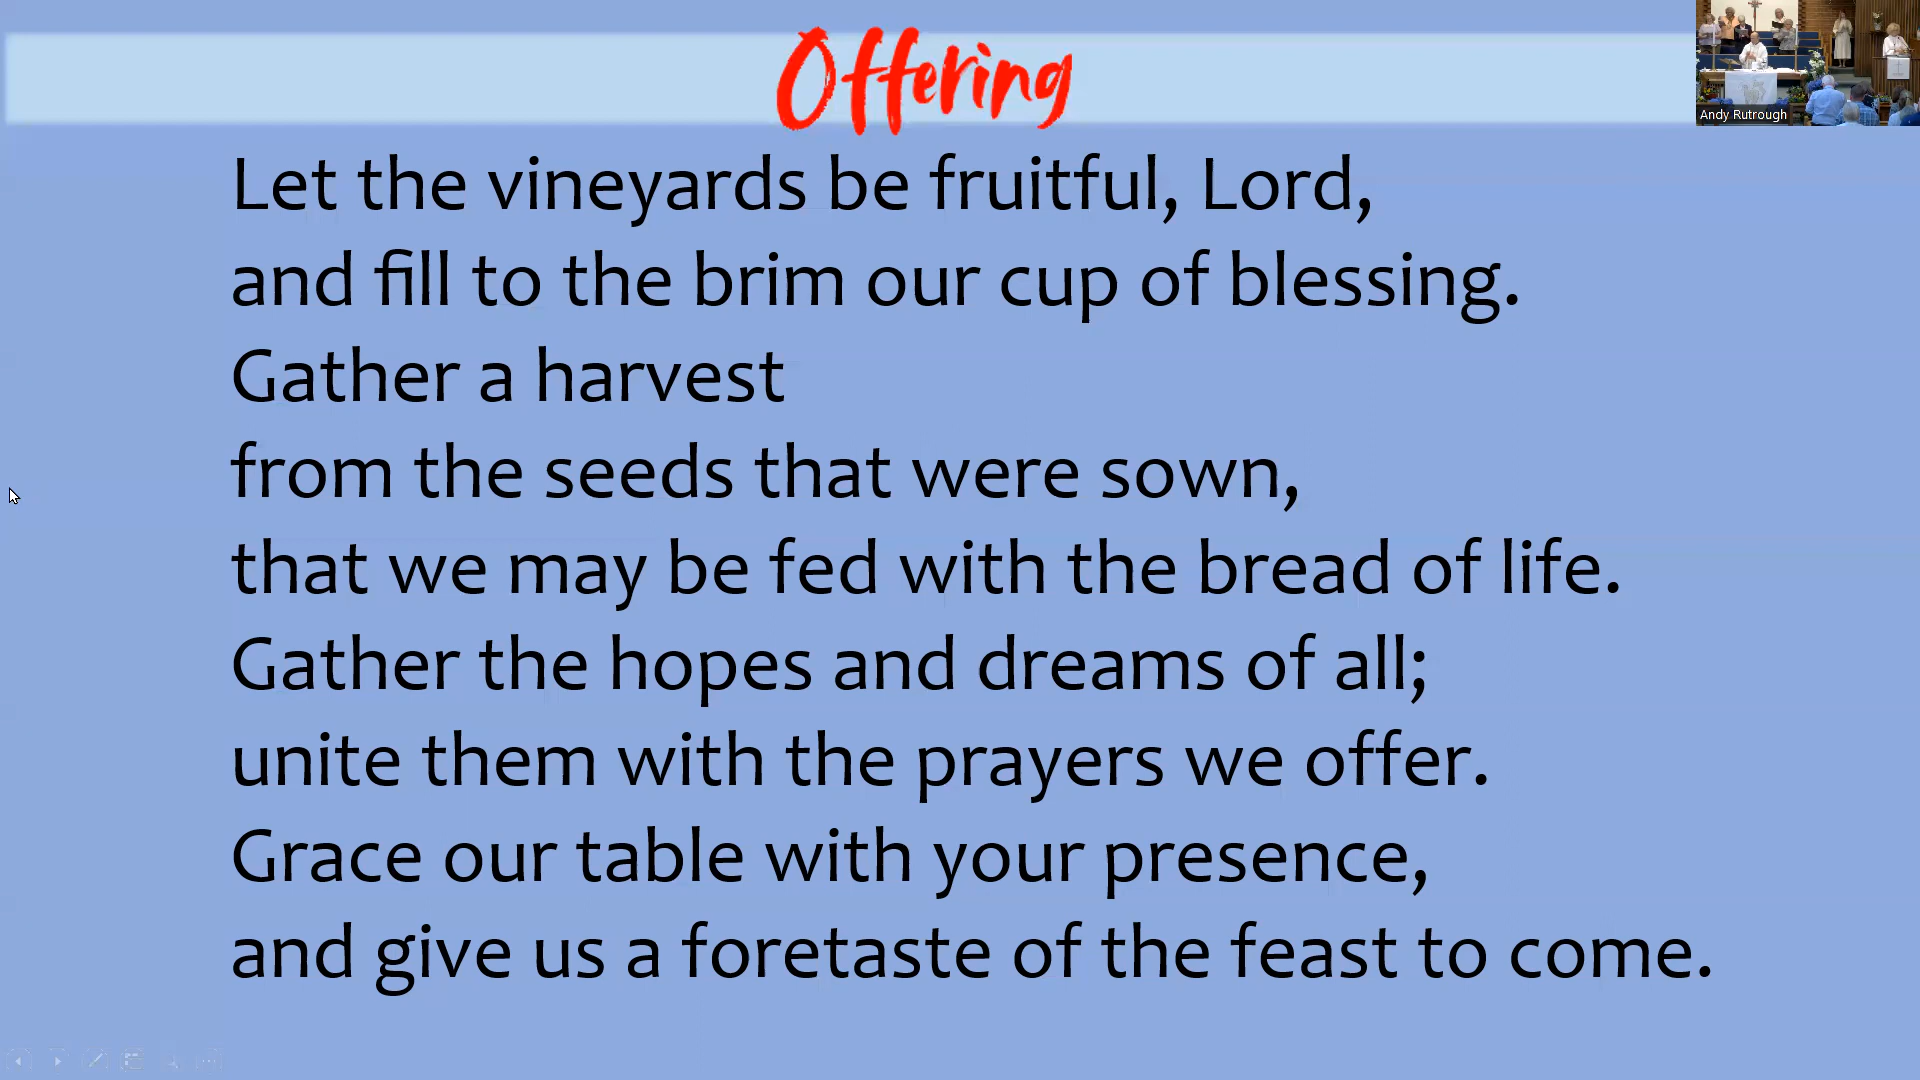 Offering
Andy Rutrough
Let the vineyards be fruitful, Lord,
and fill to the brim our cup of blessing.
Gather a harvest
from the seeds that were sown,
that we may be fed with the bread of life.
Gather the hopes and dreams of all;
unite them with the prayers we offer.
Grace our table with your presence,
and give us a foretaste of the feast to come.